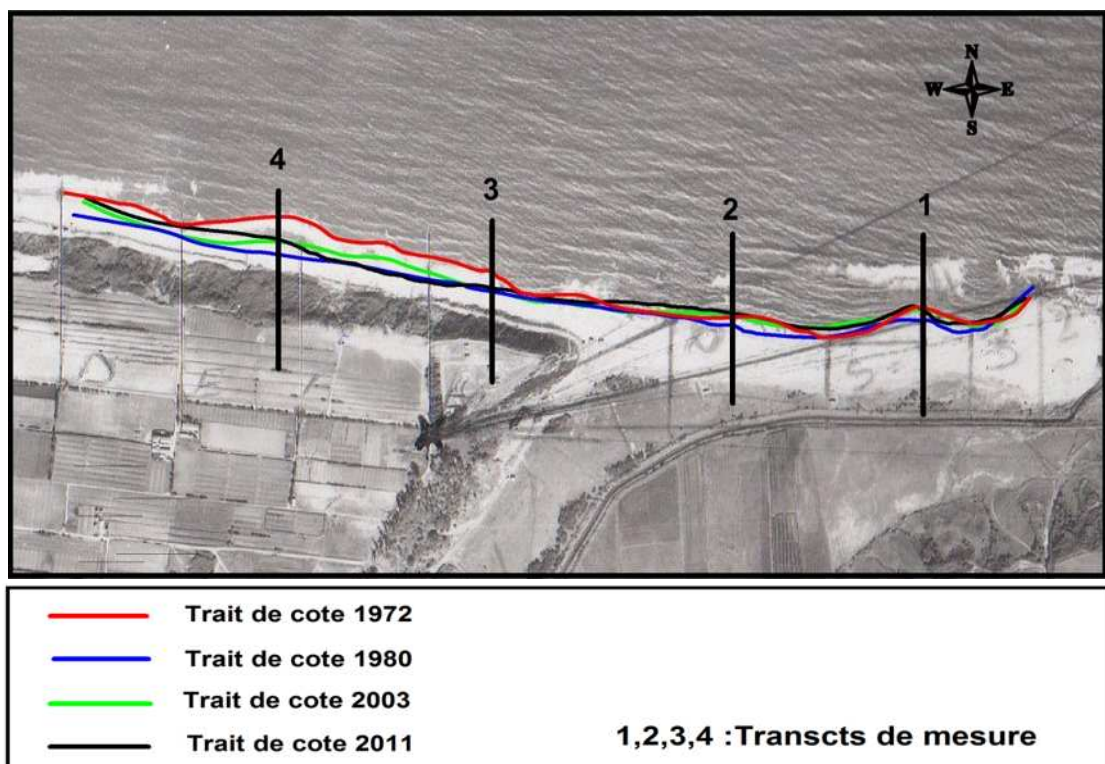 N
W E
S
4
3
2
1
Trait de cote 1972
Trait de cote 1980
Trait de cote 2003
Trait de cote 2011
1,2,3,4 :Transcts de mesure